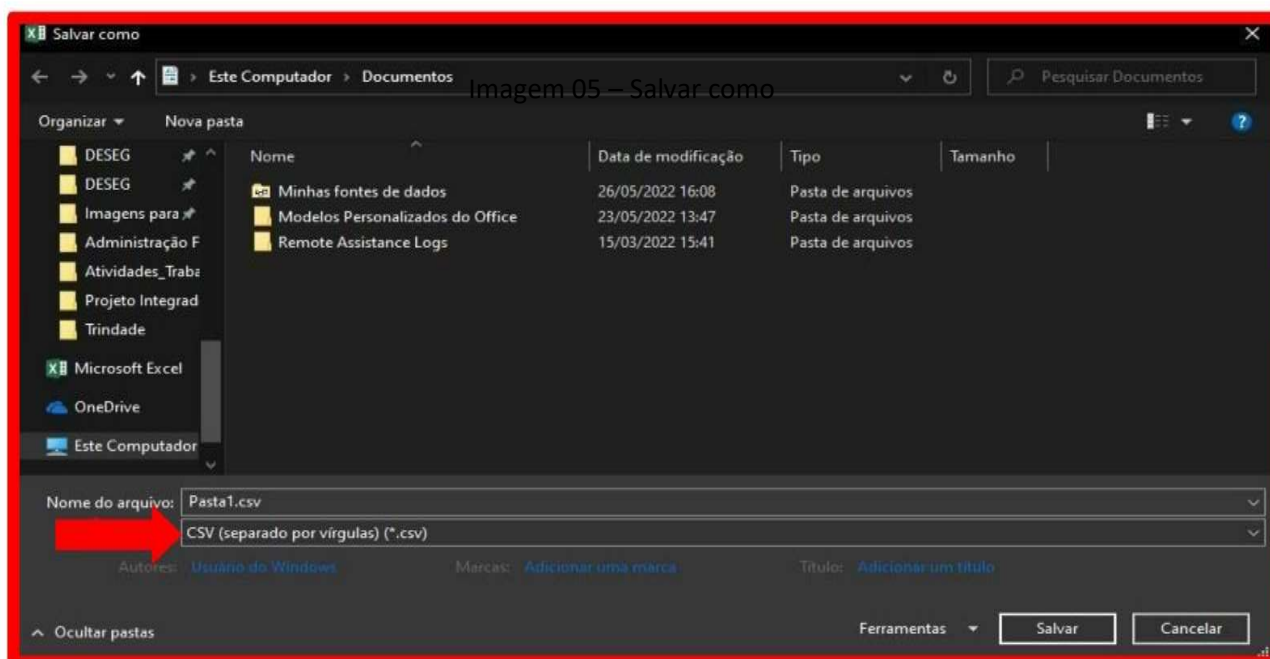 Salvar como
Este Computador > Documentos
Pesquisar Documentos
Imagem 05 – Salvar como
Organizar
Nova pasta
DESEG
DESEG
Imagens para
Administração F
Atividades_Traba
Projeto Integrad
Trindade
Microsoft Excel
OneDrive
Este Computador
Nome Data de modificação Tipo Tamanho
Minhas fontes de dados 26/05/2022 16:08 Pasta de arquivos
Modelos Personalizados do Office 23/05/2022 13:47 Pasta de arquivos
Remote Assistance Logs 15/03/2022 15:41 Pasta de arquivos
Nome do arquivo: Pasta1.csv
CSV (separado por vírgulas) (*.csv)
Autores: Usuário do Windows Marcas: Adicionar uma marca Título: Adicionar um título
Ocultar pastas
Ferramentas
Salvar
Cancelar